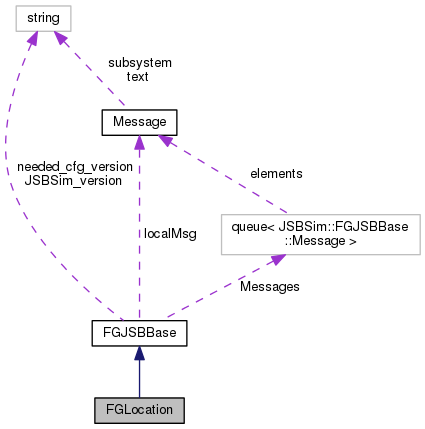 string
subsystem
text
Message
needed_cfg_version
JSBSim_version
elements
queue< JSBSim::FGJSBBase
::Message >
localMsg
Messages
FGJSBBase
FGLocation